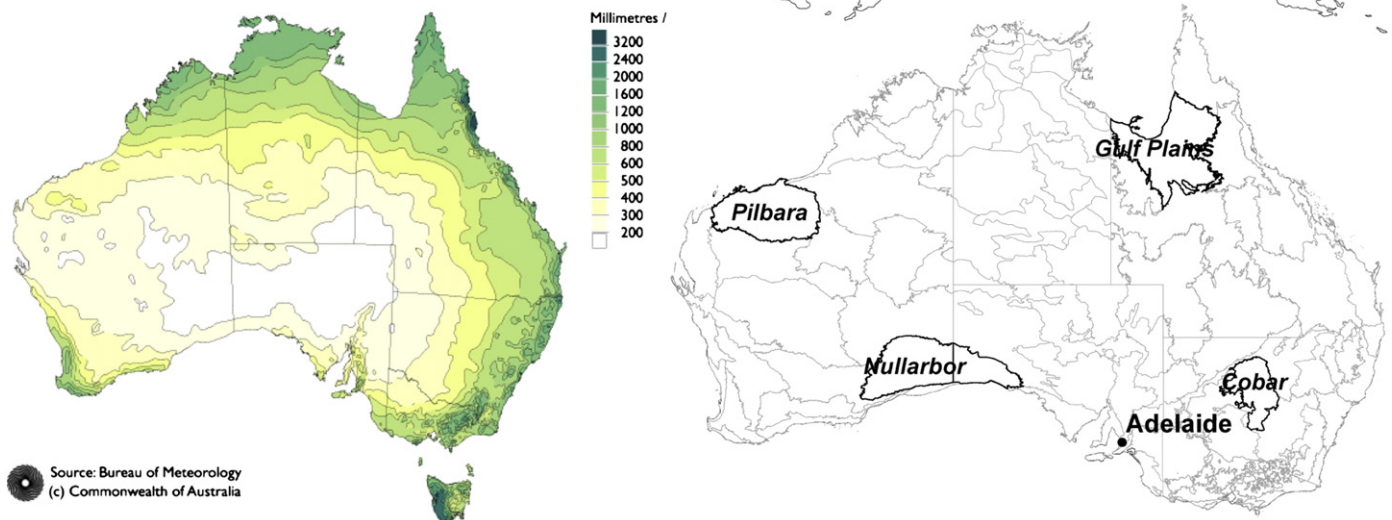 Millimetres /
3200
2400
2000
1600
1200
1000
800
600
500
400
300
200
Source: Bureau of Meteorology
(c) Commonwealth of Australia
Gulf Plains
Pilbara
Nullarbor
Cobar
Adelaide